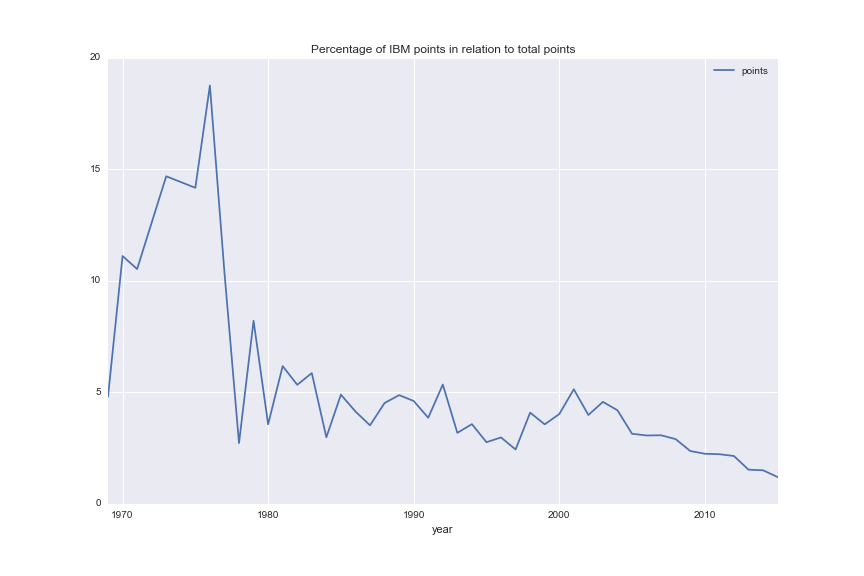 Percentage of IBM points in relation to total points
points
20
15
10
5
0
1970 1980 1990 2000 2010
year